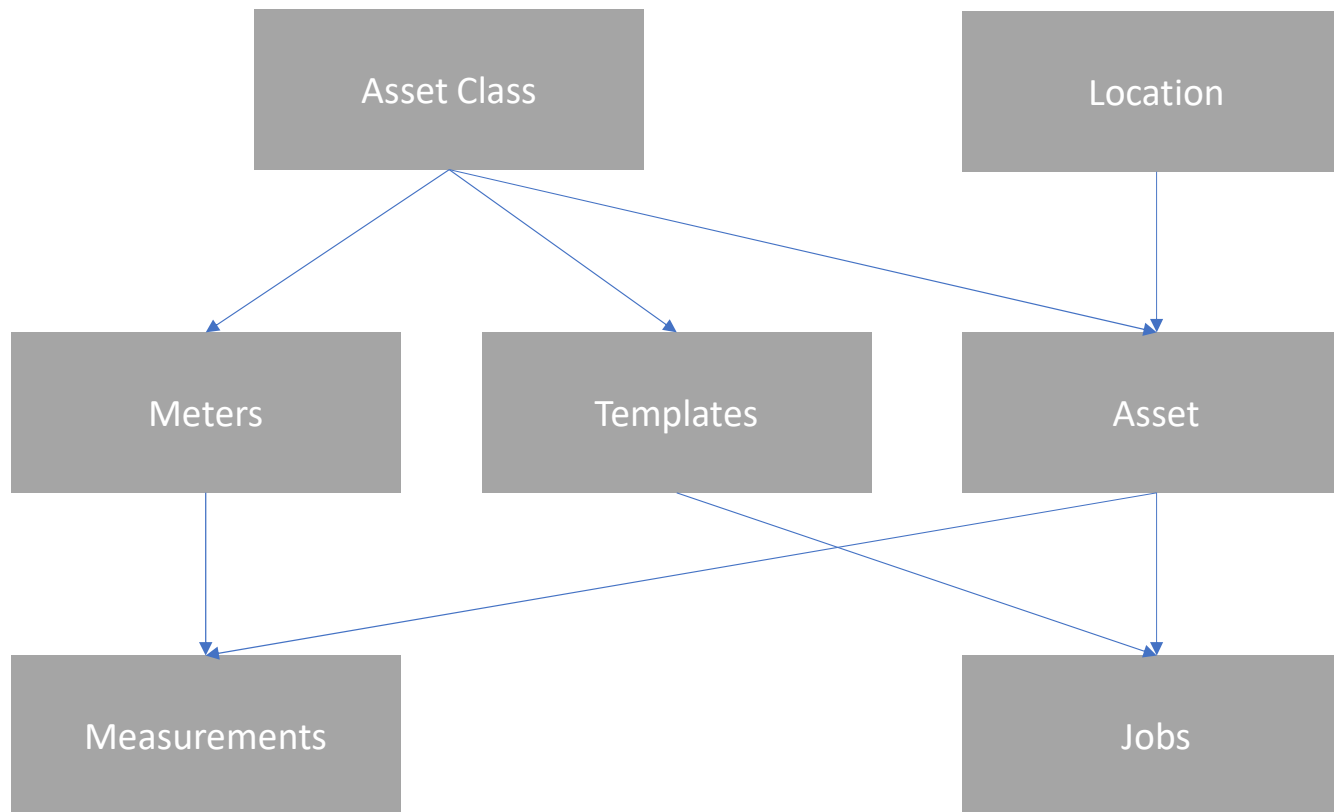 Asset Class
Location
Meters
Templates
Asset
Measurements
Jobs